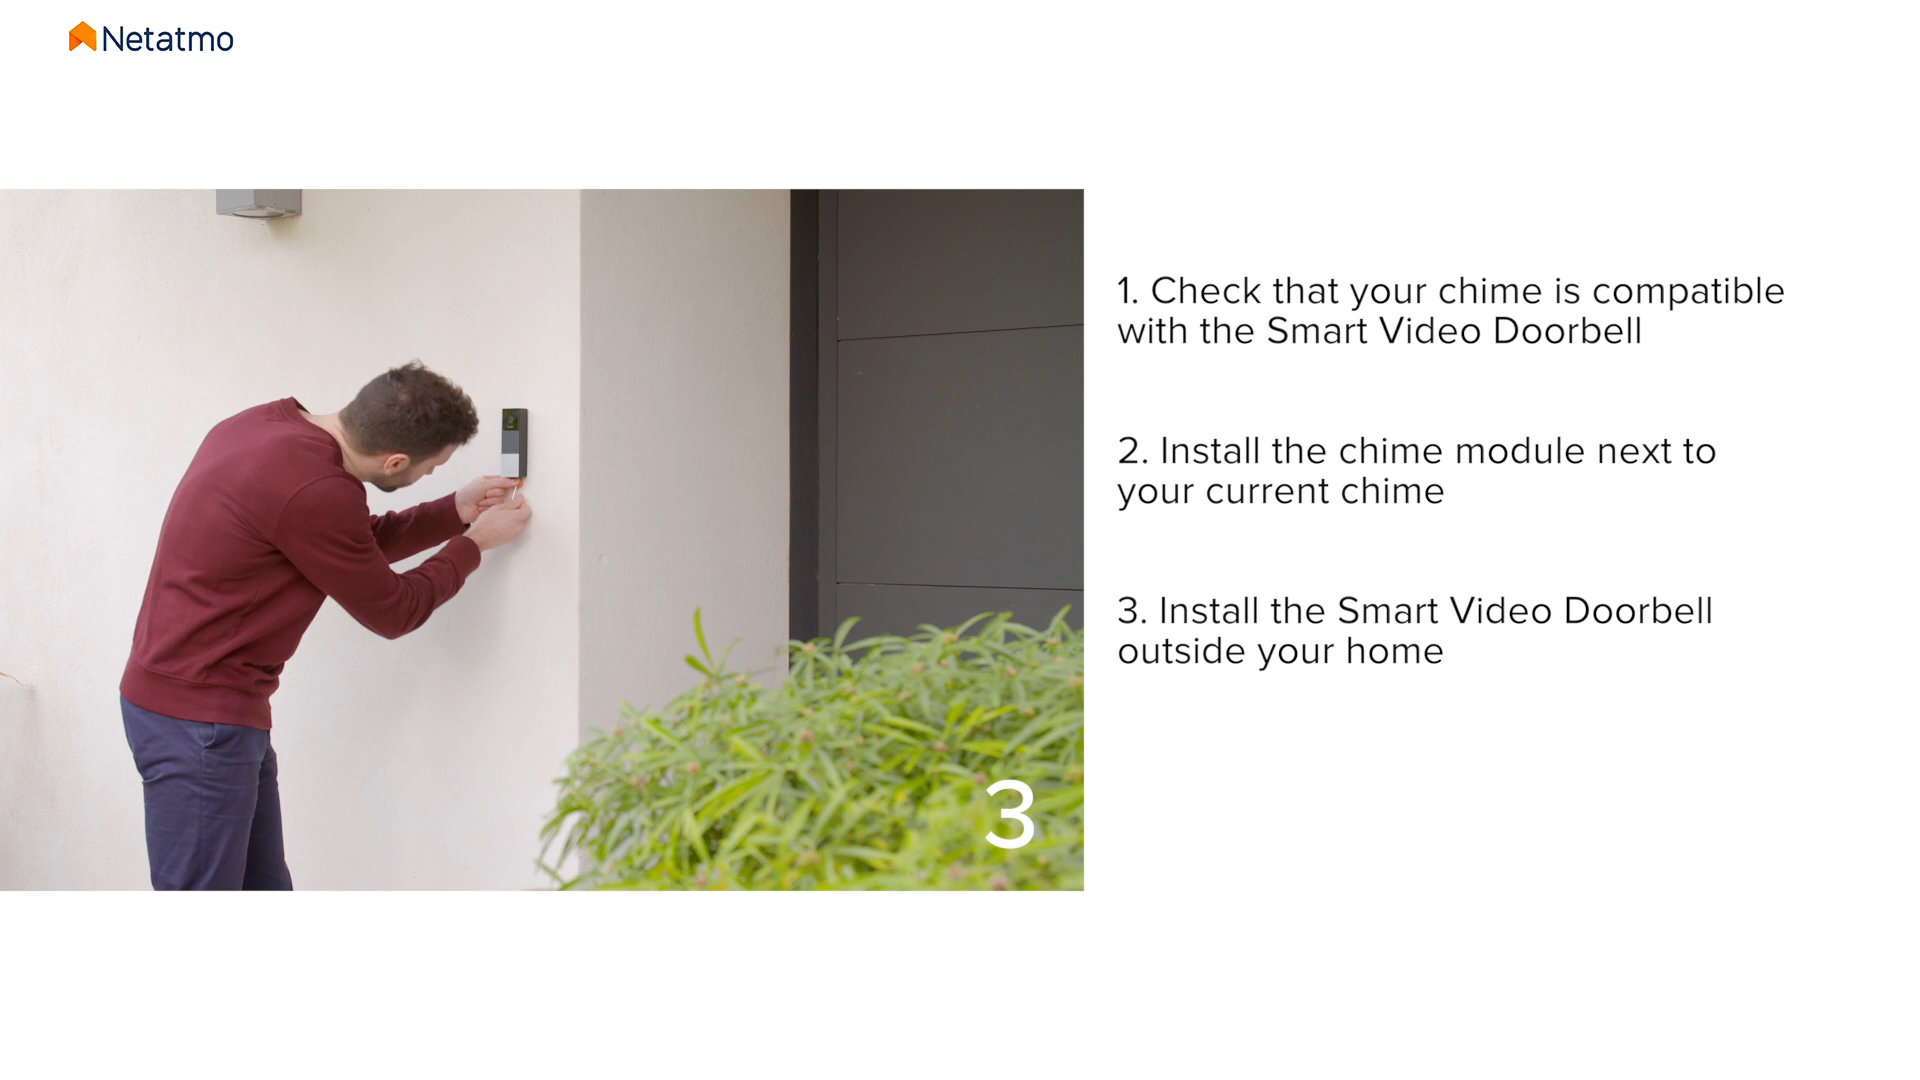 Netatmo
1. Check that your chime is compatible
with the Smart Video Doorbell
2. Install the chime module next to
your current chime
3. Install the Smart Video Doorbell
outside your home
3